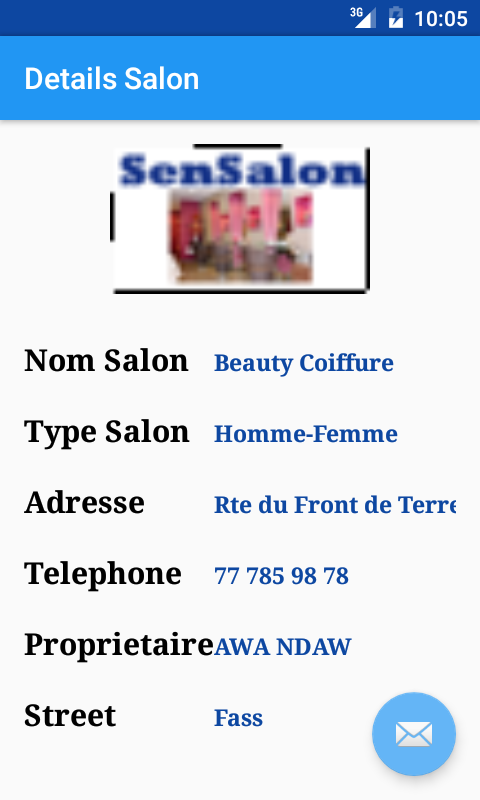 3G 10:05
Details Salon
SenSalon
Nom Salon Beauty Coiffure
Type Salon Homme-Femme
Adresse Rte du Front de Terre
Telephone 77 785 98 78
Proprietaire AWA NDAW
Street Fass